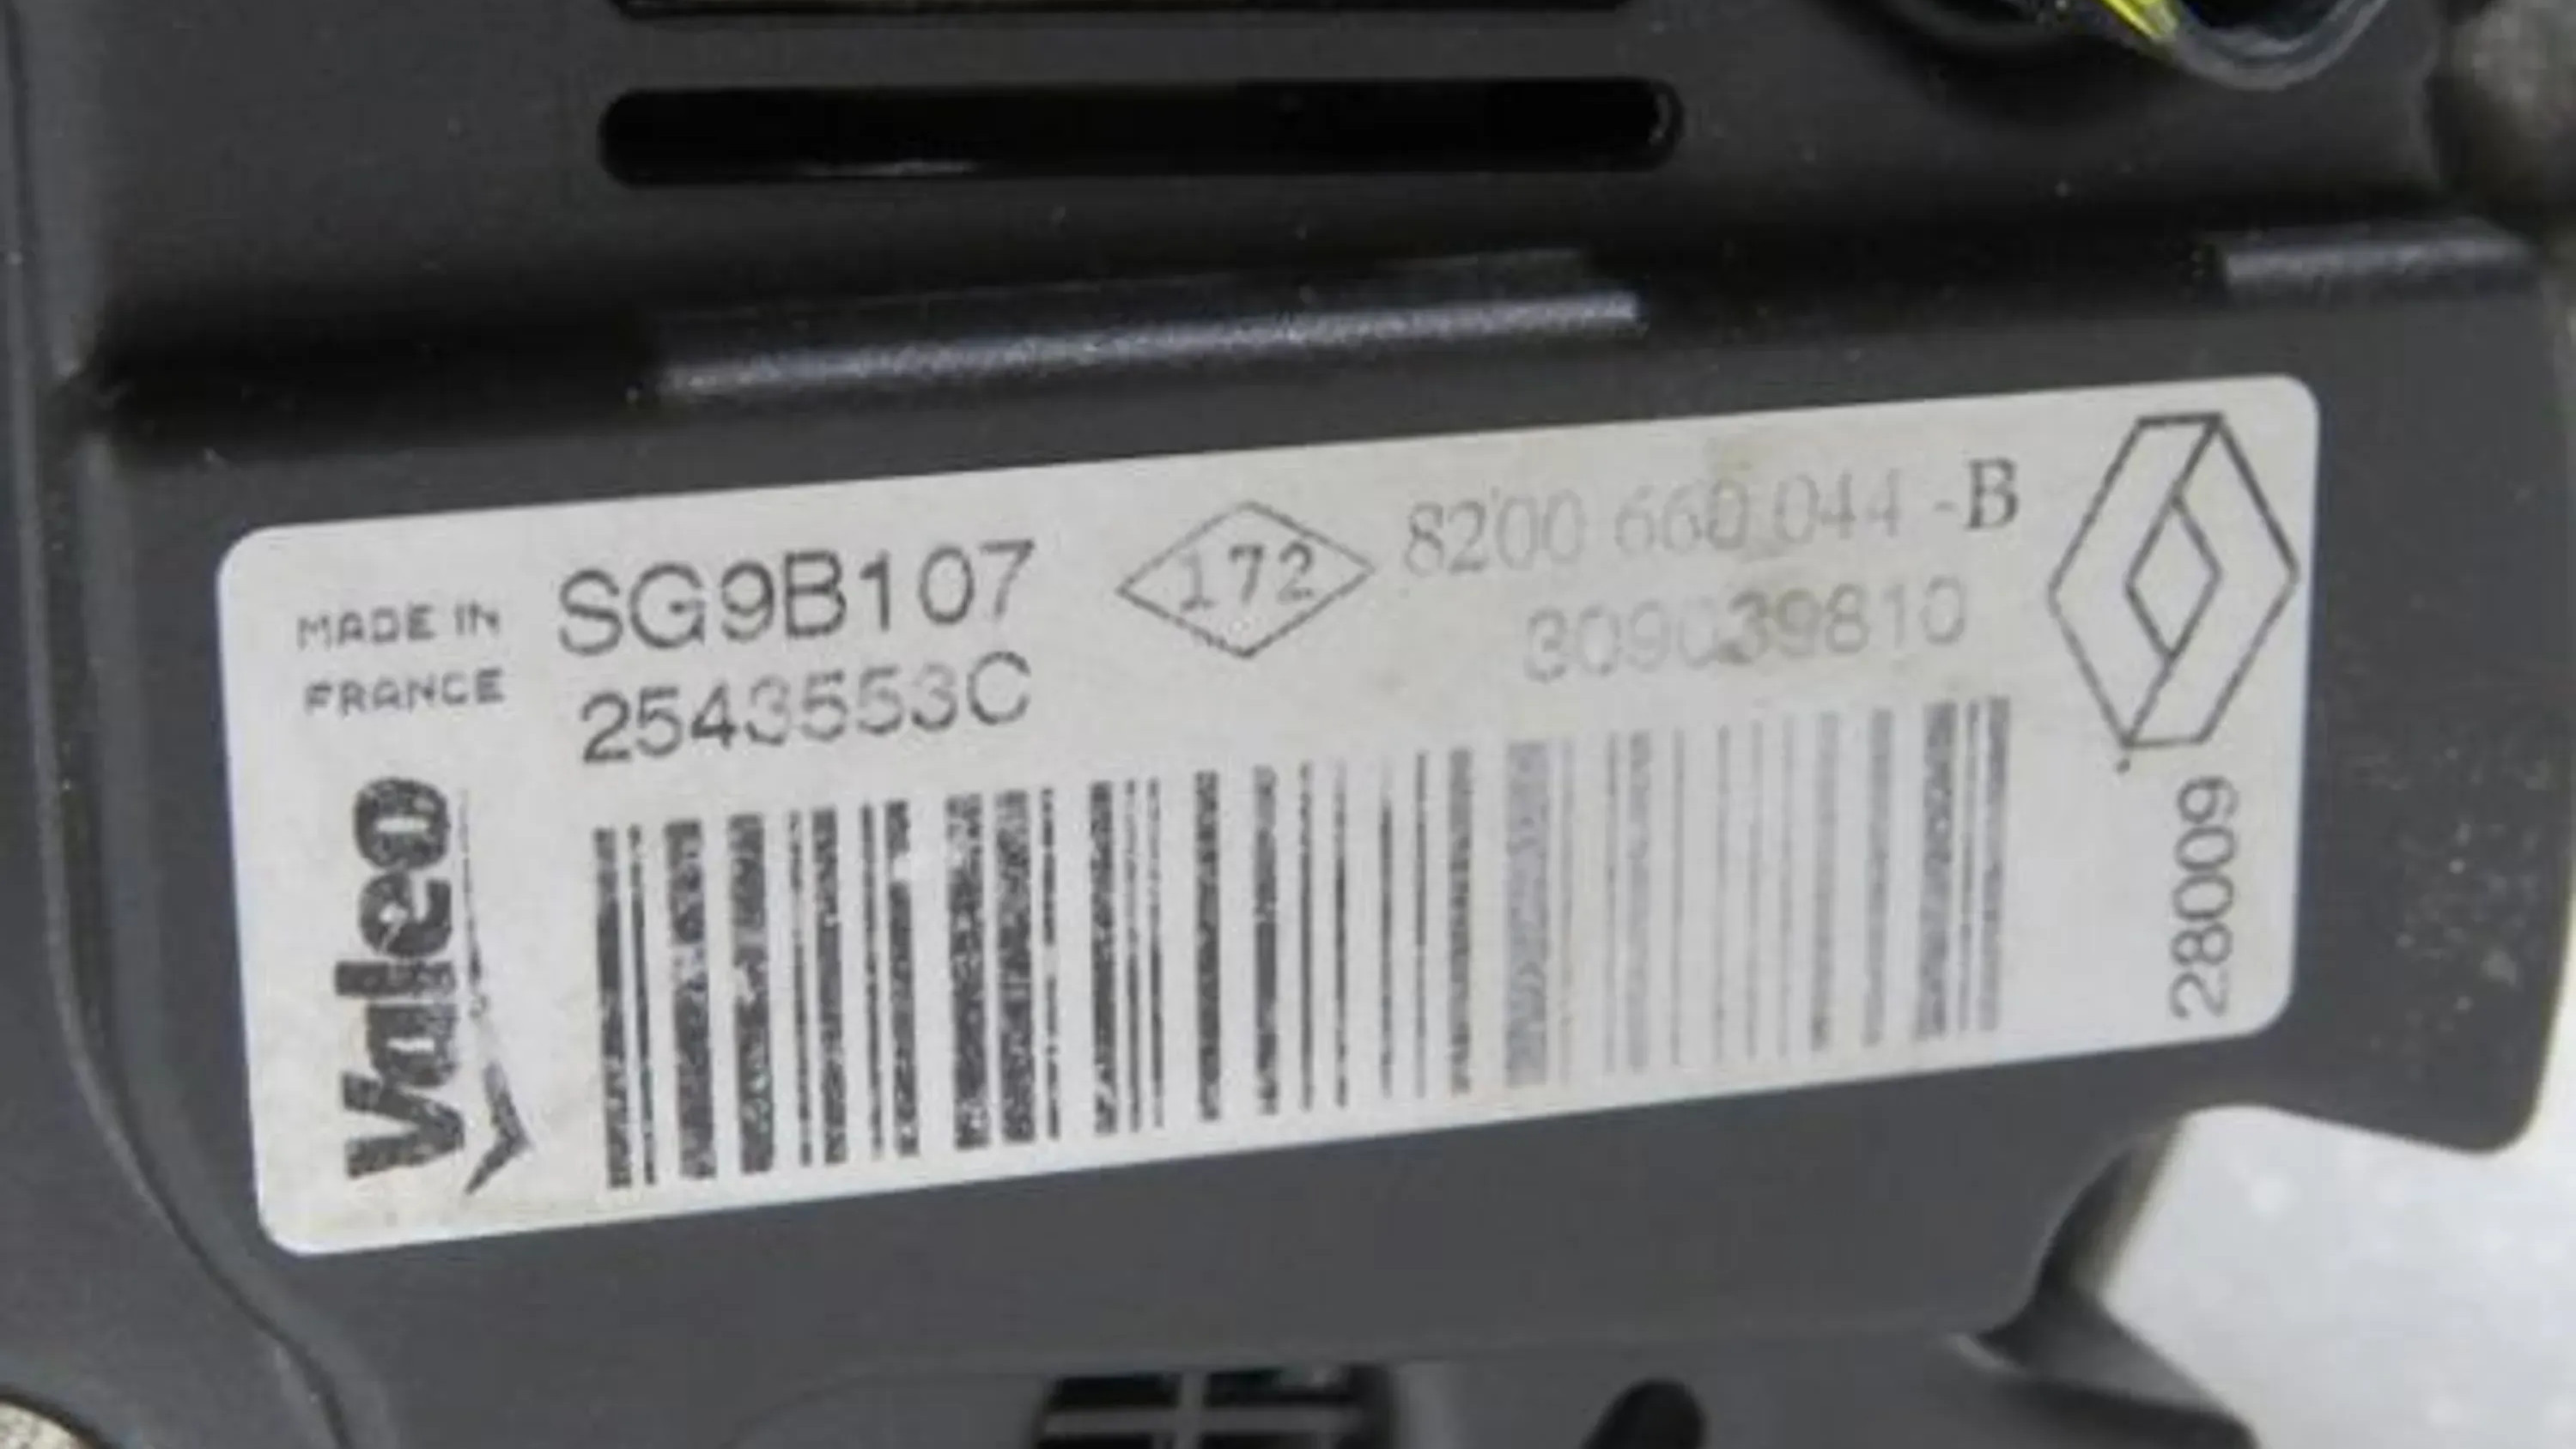 MADE IN
FRANCE
SG9B107
2543553C
172
8200 660 044 -B
309039810
Valeo
28009